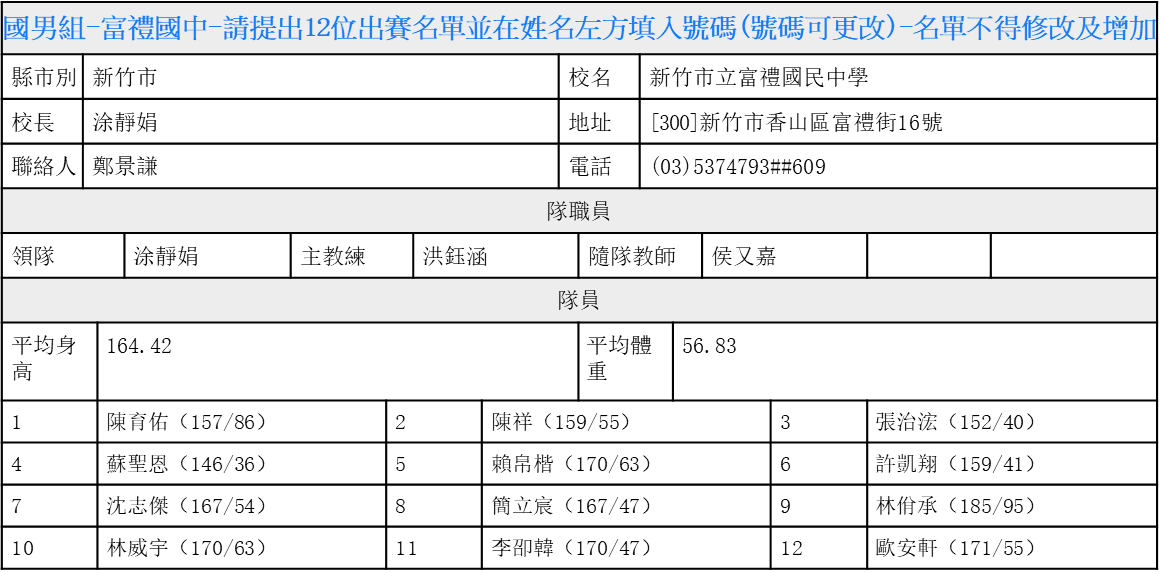 國男組-富禮國中-請提出12位出賽名單並在姓名左方填入號碼(號碼可更改)-名單不得修改及增加
縣市別 新竹市 校名 新竹市立富禮國民中學
校長 涂靜娟 地址 [300]新竹市香山區富禮街16號
聯絡人 鄭景謙 電話 (03)5374793##609
隊職員
領隊 涂靜娟 主教練 洪鈺涵 隨隊教師 侯又嘉
隊員
平均身高 164.42 平均體重 56.83
1 陳育佑（157/86） 2 陳祥（159/55） 3 張治浤（152/40）
4 蘇聖恩（146/36） 5 賴帛楷（170/63） 6 許凱翔（159/41）
7 沈志傑（167/54） 8 簡立宸（167/47） 9 林佾承（185/95）
10 林威宇（170/63） 11 李卲韓（170/47） 12 歐安軒（171/55）